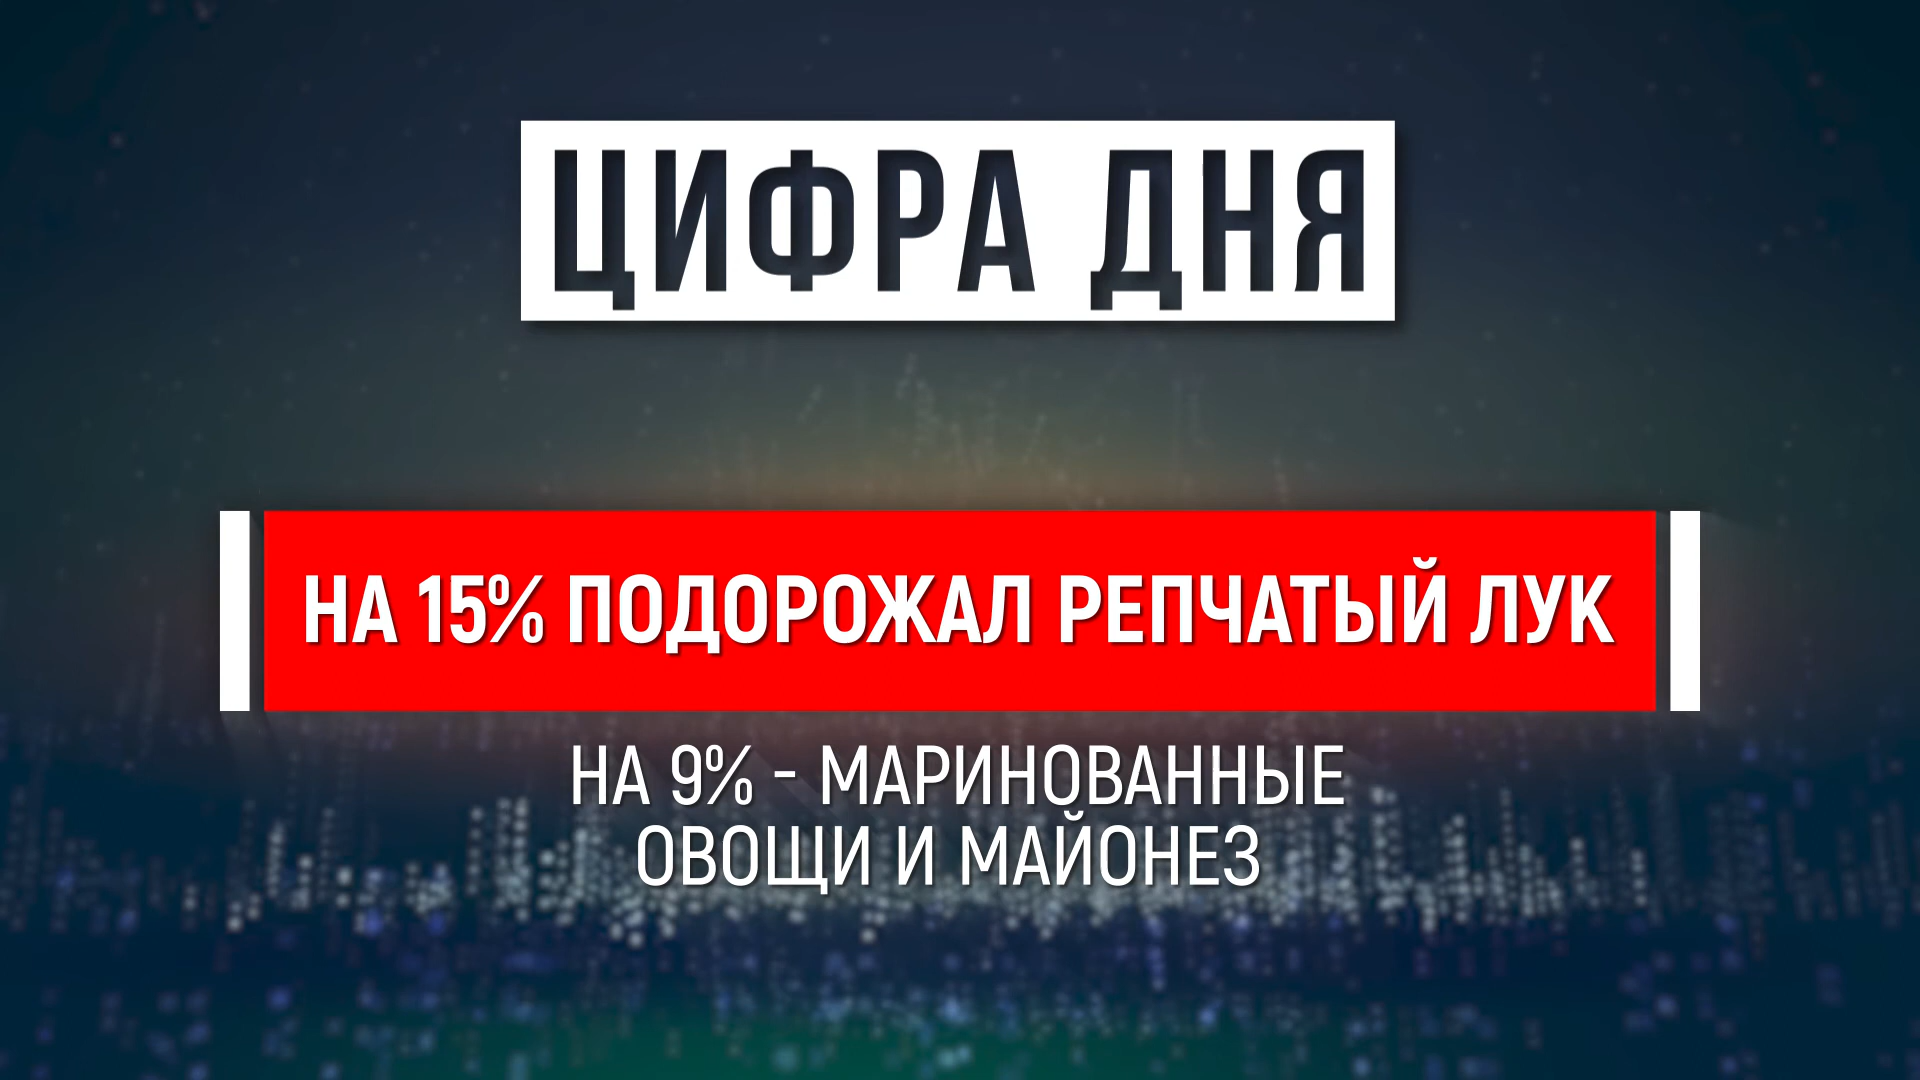 ЦИФРА ДНЯ
НА 15% ПОДОРОЖАЛ РЕПЧАТЫЙ ЛУК
НА 9% - МАРИНОВАННЫЕ
ОВОЩИ И МАЙОНЕЗ